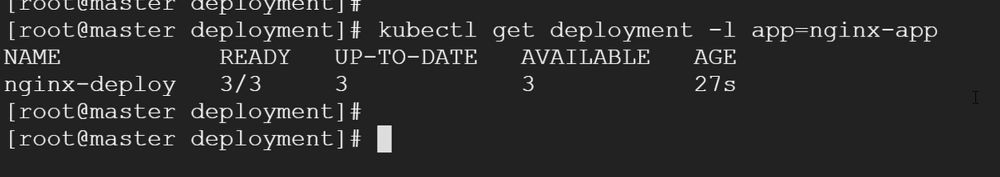 [root@master deployment]#
[root@master deployment]# kubectl get deployment -l app=nginx-app
NAME READY UP-TO-DATE AVAILABLE AGE
nginx-deploy 3/3 3 3 27s
[root@master deployment]#
[root@master deployment]#